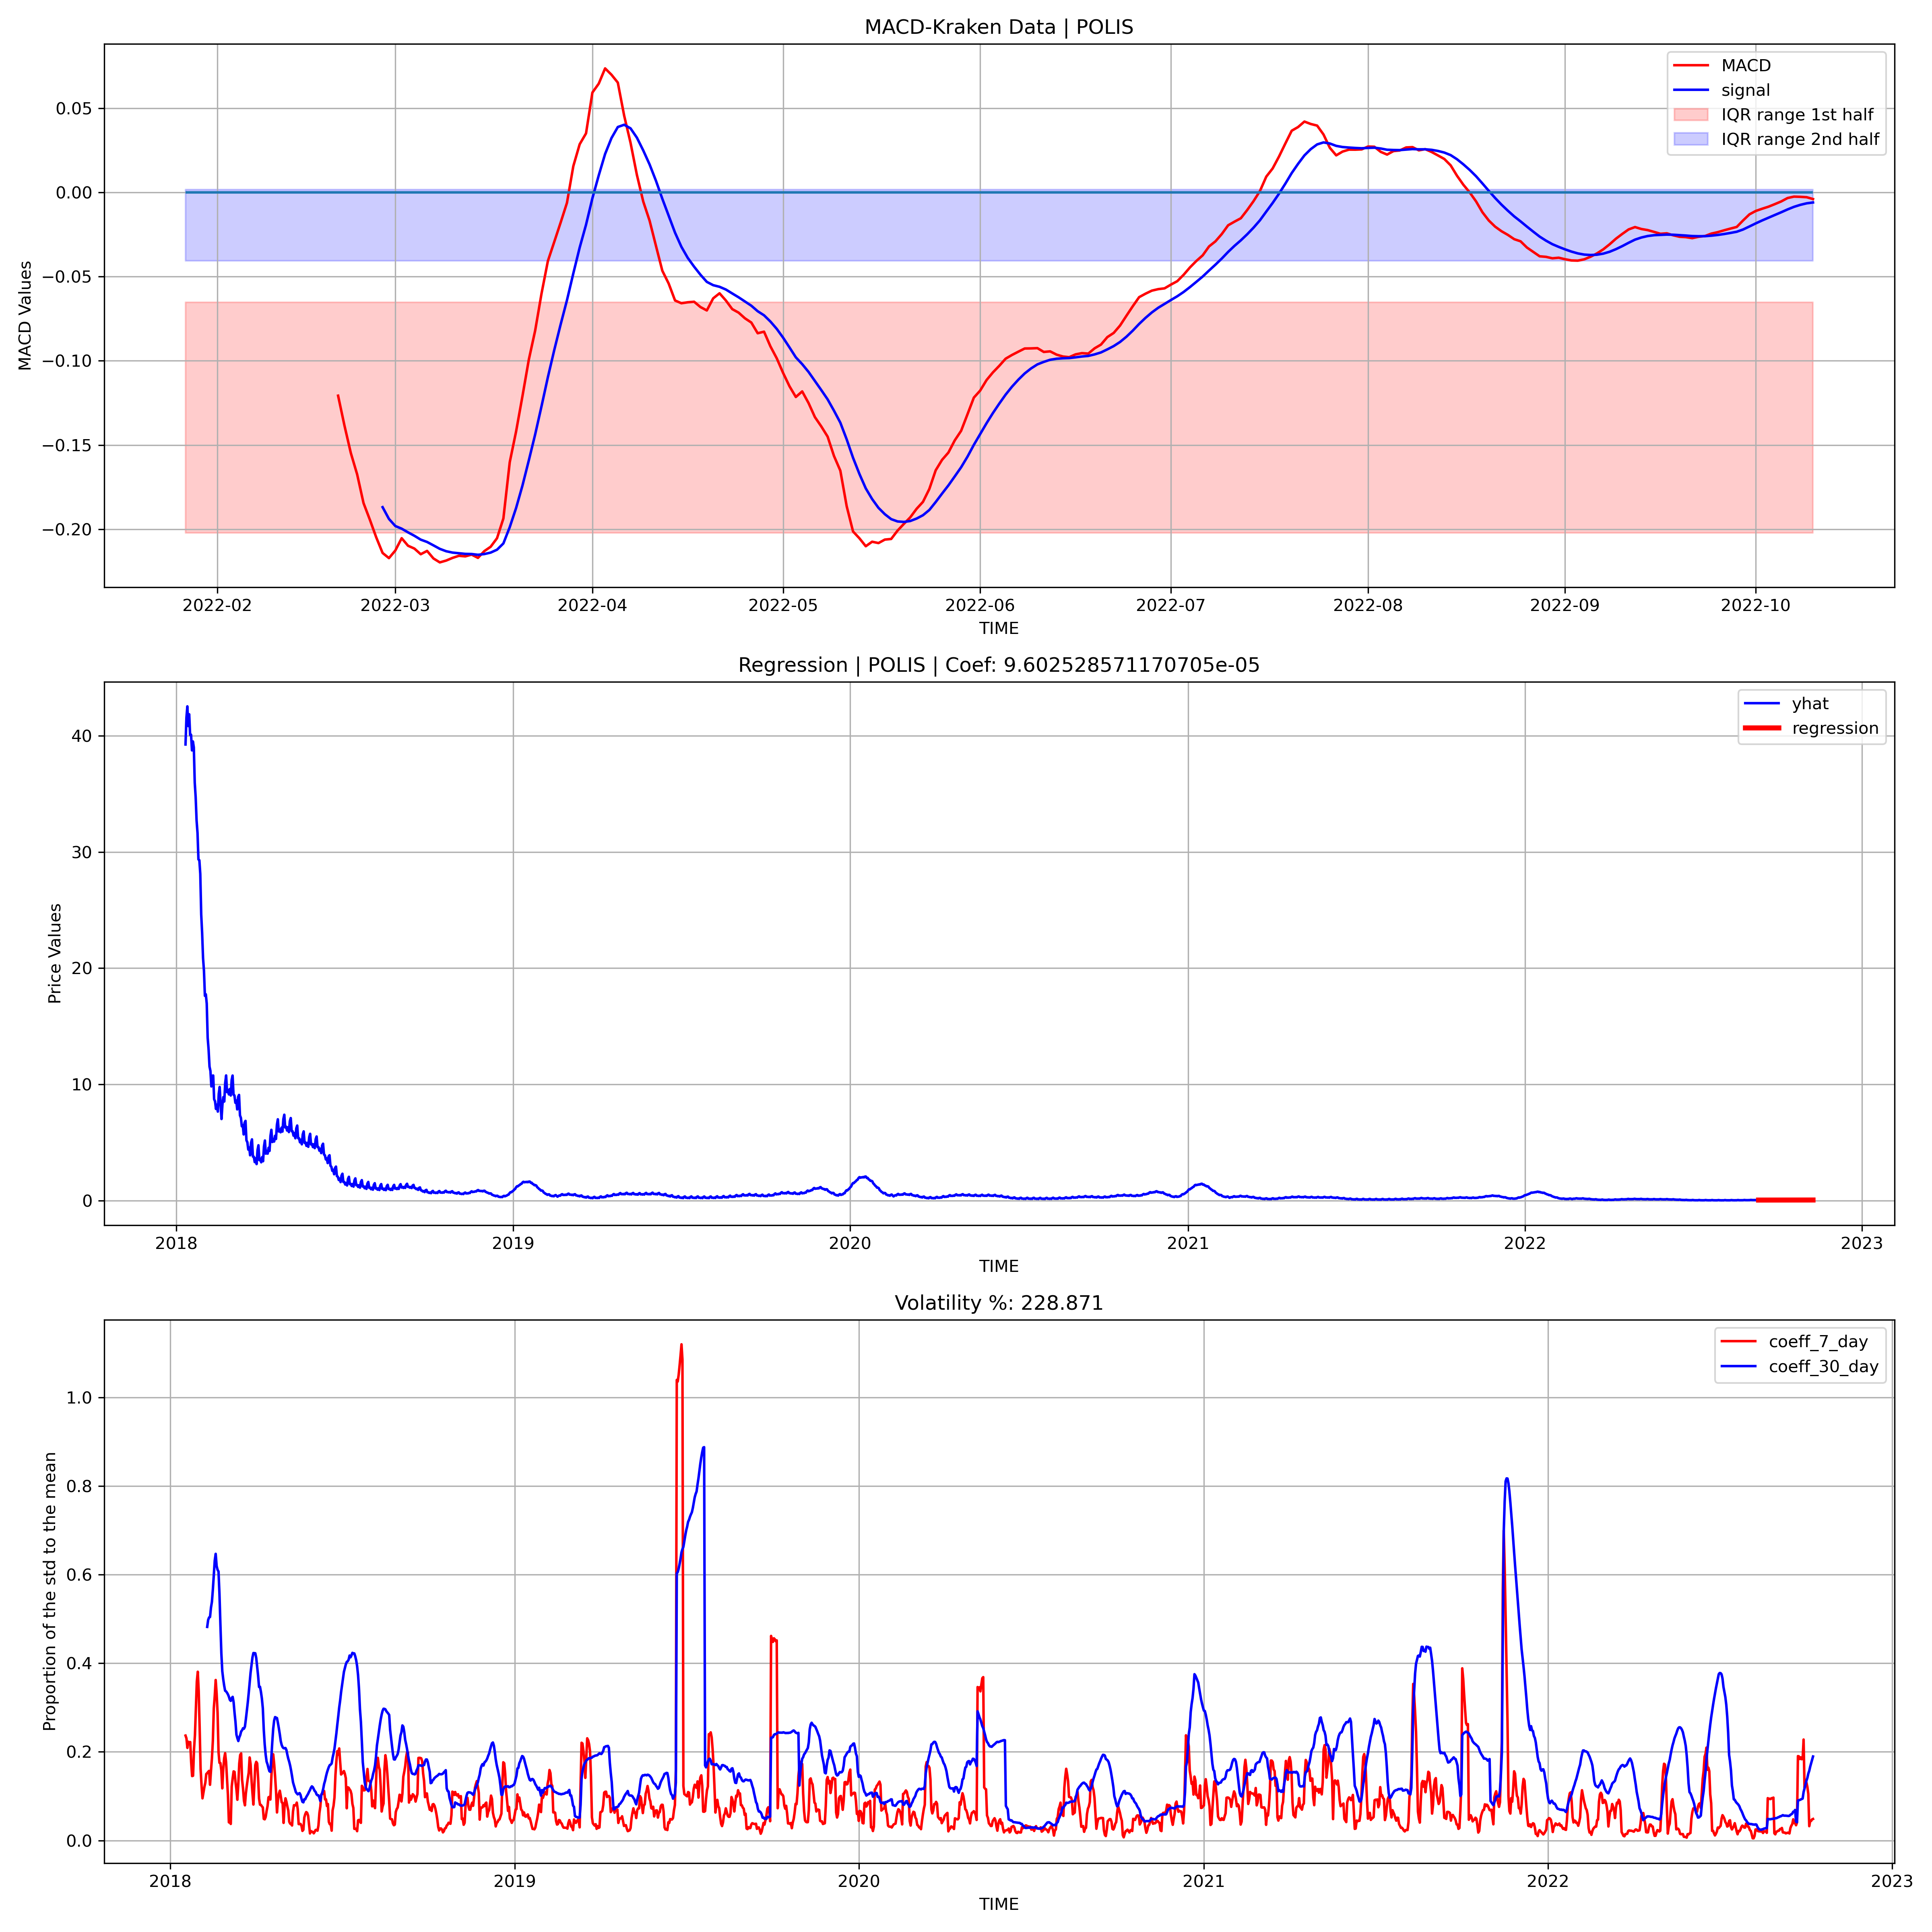 MACD-Kraken Data | POLIS
MACD
signal
IQR range 1st half
IQR range 2nd half
MACD Values
0.05
0.00
−0.05
−0.10
−0.15
−0.20
2022-02 2022-03 2022-04 2022-05 2022-06 2022-07 2022-08 2022-09 2022-10
TIME
Regression | POLIS | Coef: 9.602528571170705e-05
yhat
regression
Price Values
40
30
20
10
0
2018 2019 2020 2021 2022 2023
TIME
Volatility %: 228.871
coeff_7_day
coeff_30_day
Proportion of the std to the mean
1.0
0.8
0.6
0.4
0.2
0.0
2018 2019 2020 2021 2022 2023
TIME